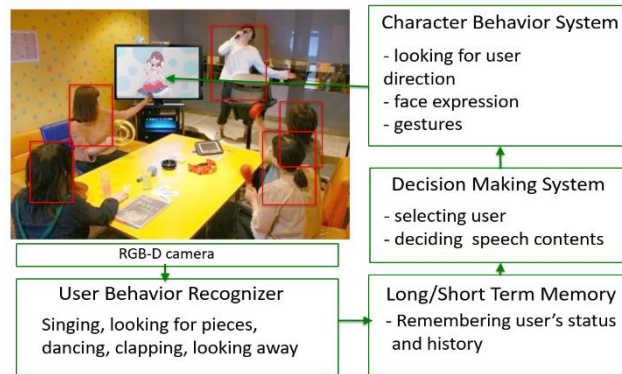 Character Behavior System
- looking for user
direction
- face expression
- gestures
Decision Making System
- selecting user
- deciding speech contents
RGB-D camera
User Behavior Recognizer
Singing, looking for pieces,
dancing, clapping, looking away
Long/Short Term Memory
- Remembering user's status
and history